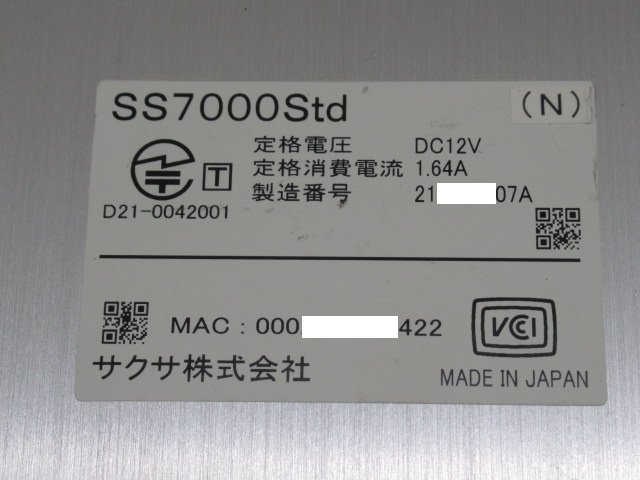 SS7000Std (N)
定格電圧 DC12V
定格消費電流 1.64A
製造番号 21 07A
T
D21-0042001
MAC : 000 422
VCCI
サクサ株式会社
MADE IN JAPAN